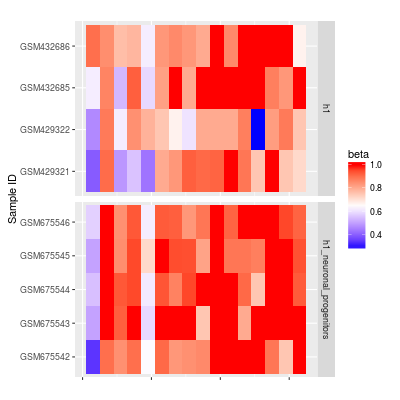 GSM432686
GSM432685
GSM429322
GSM429321
h1
GSM675546
GSM675545
GSM675544
GSM675543
GSM675542
h1_neuronal_progenitors
Sample ID
beta
1.0
0.8
0.6
0.4